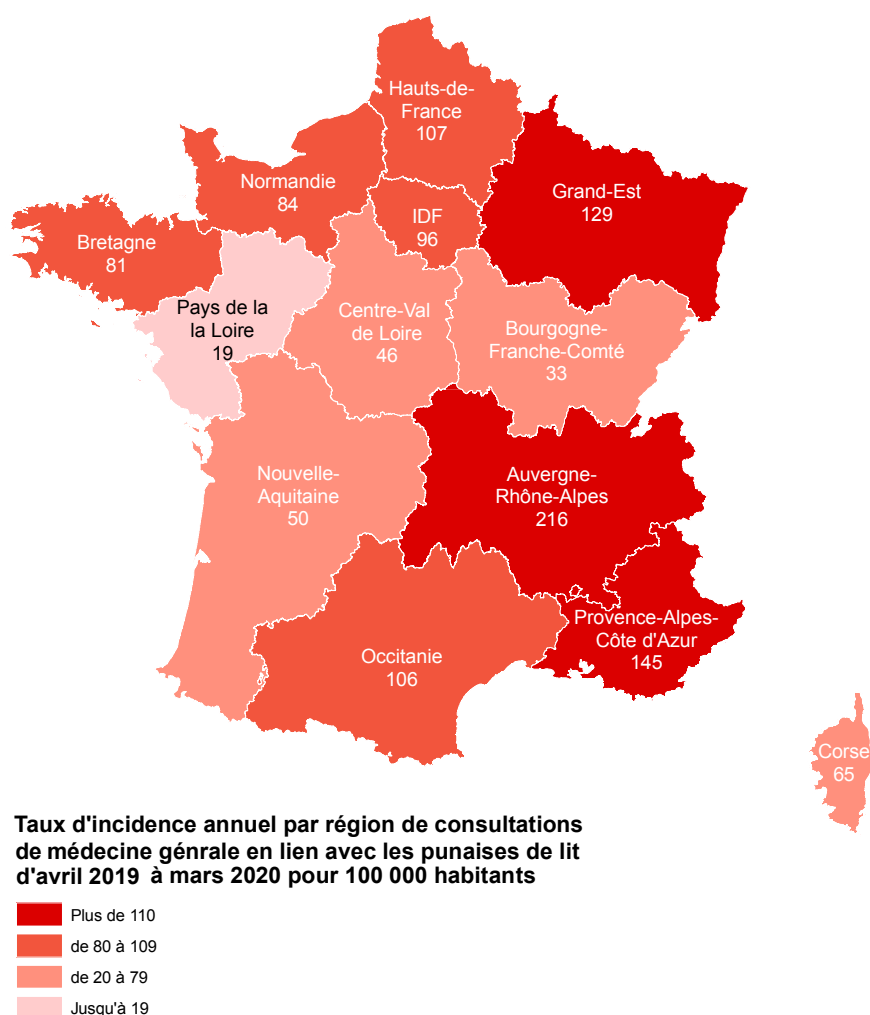 Hauts-de-
France
107
Normandie
84
IDF
96
Grand-Est
129
Bretagne
81
Pays de la
la Loire
19
Centre-Val
de Loire
46
Bourgogne-
Franche-Comté
33
Nouvelle-
Aquitaine
50
Auvergne-
Rhône-Alpes
216
Provence-Alpes-
Côte d'Azur
145
Occitanie
106
Corse
65
Taux d'incidence annuel par région de consultations
de médecine génrale en lien avec les punaises de lit
d'avril 2019 à mars 2020 pour 100 000 habitants
Plus de 110
de 80 à 109
de 20 à 79
Jusqu'à 19